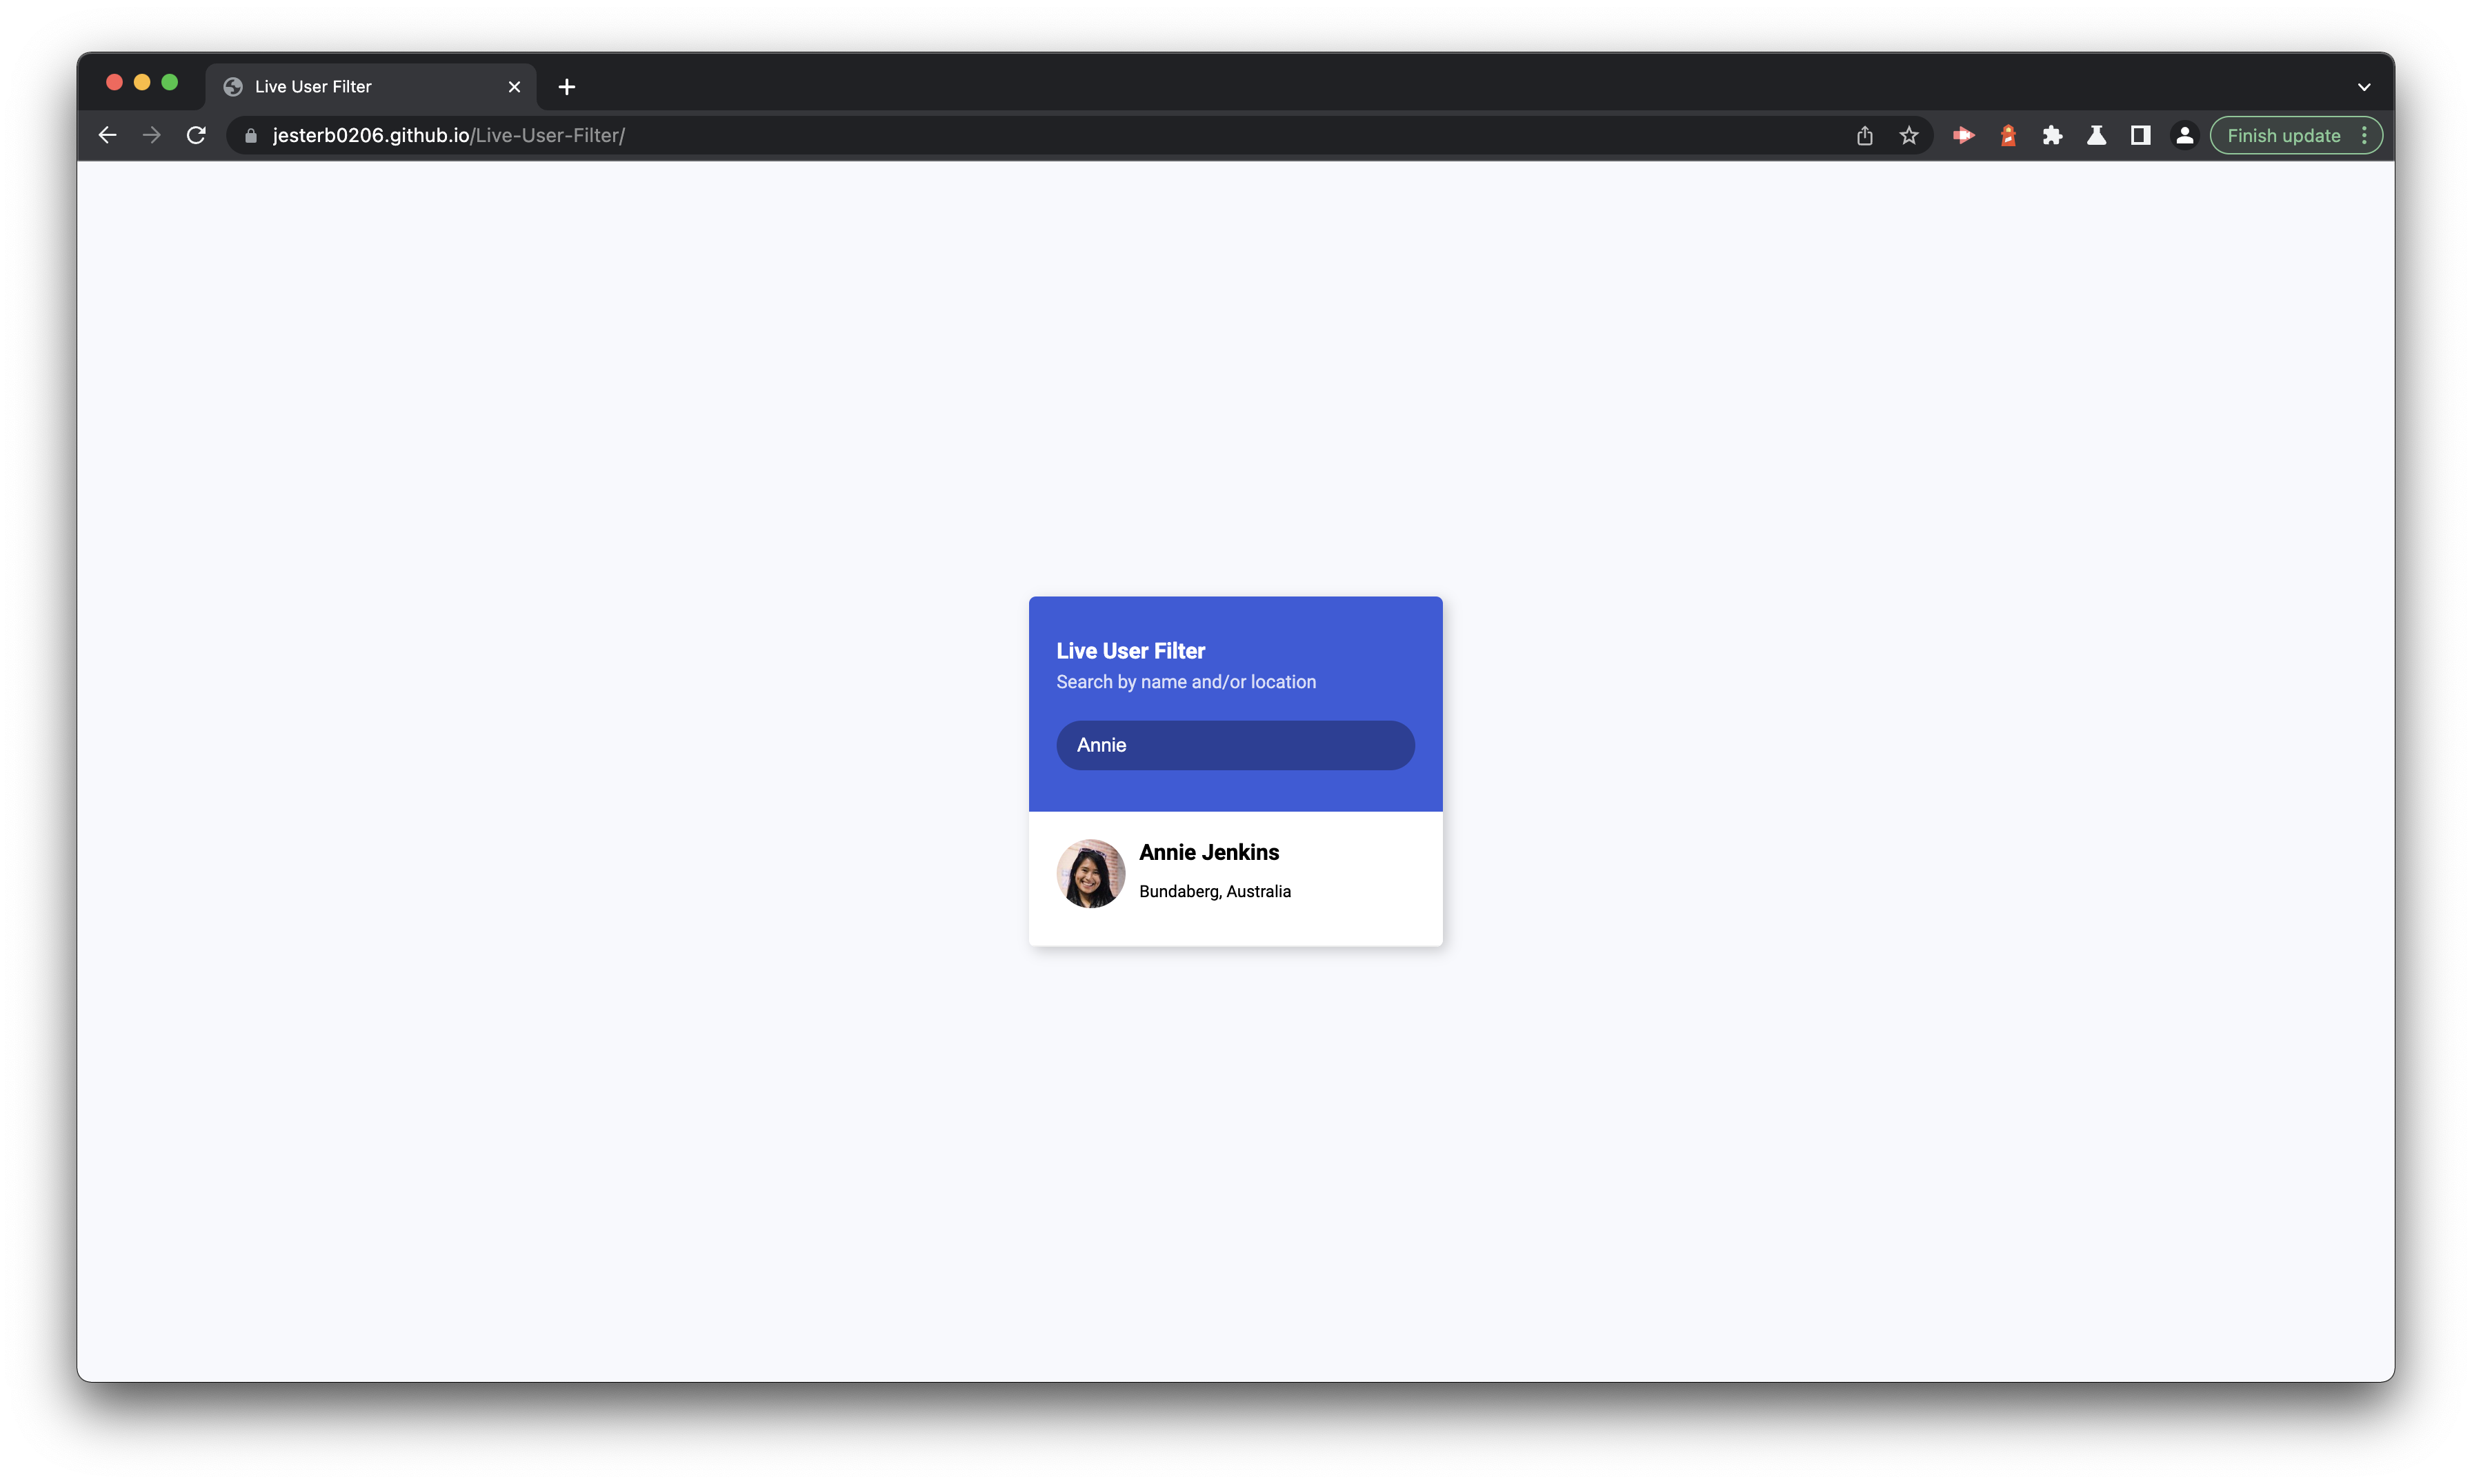 Live User Filter
jesterb0206.github.io/Live-User-Filter/
Finish update
Live User Filter
Search by name and/or location
Annie
Annie Jenkins
Bundaberg, Australia